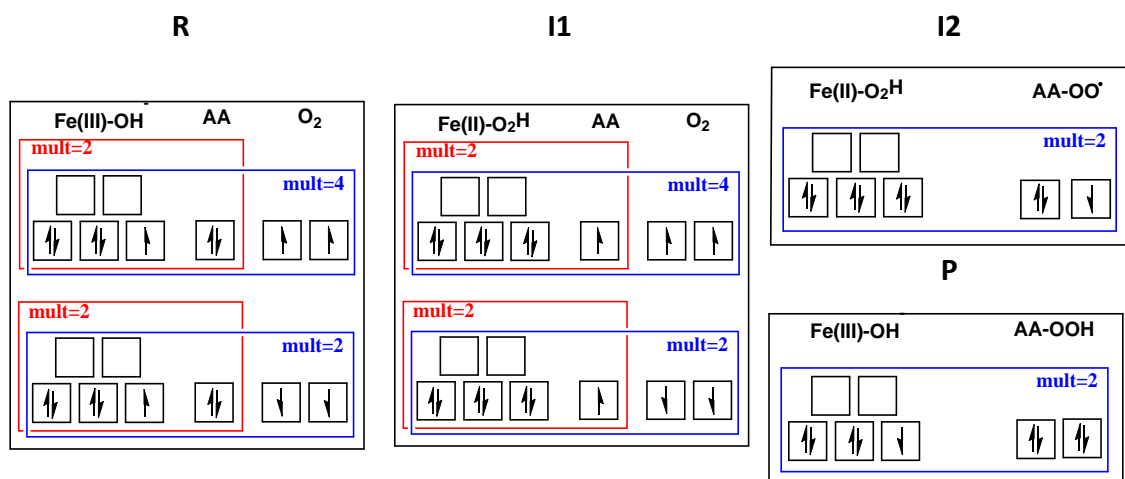 R
I1
I2
Fe(III)-OH AA O2
mult=2
mult=4
mult=2
mult=2
Fe(II)-O2H AA O2
mult=2
mult=4
mult=2
mult=2
Fe(II)-O2H AA-OO•
mult=2
P
Fe(III)-OH AA-OOH
mult=2